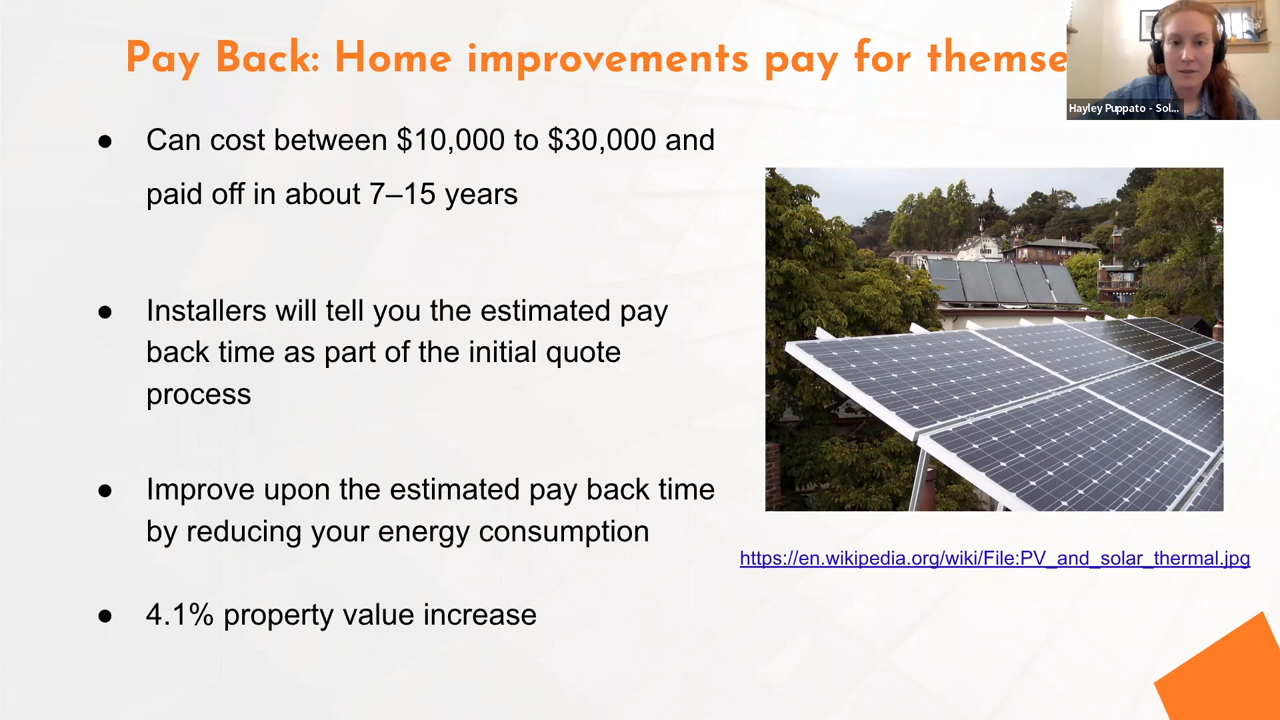 Pay Back: Home improvements pay for themse
Hayley Puppato - Sol...
● Can cost between $10,000 to $30,000 and
paid off in about 7–15 years
● Installers will tell you the estimated pay
back time as part of the initial quote
process
● Improve upon the estimated pay back time
by reducing your energy consumption
● 4.1% property value increase
https://en.wikipedia.org/wiki/File:PV_and_solar_thermal.jpg